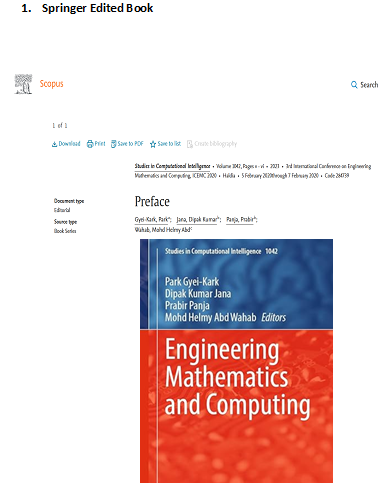 1. Springer Edited Book
Scopus
Search
1 of 1
Download Print Save to PDF Save to list Create bibliography
Studies in Computational Intelligence • Volume 1042, Pages v - vi • 2023 • 3rd International Conference on Engineering
Mathematics and Computing, ICEMC 2020 • Haldia • 5 February 2020through 7 February 2020 • Code 284739
Document type
Editorial
Source type
Book Series
Preface
Gyei-Kark, Park; Jana, Dipak Kumar; Panja, Prabir;
Wahab, Mohd Helmy Abd
Studies in Computational Intelligence 1042
Park Gyei-Kark
Dipak Kumar Jana
Prabir Panja
Mohd Helmy Abd Wahab Editors
Engineering
Mathematics
and Computing